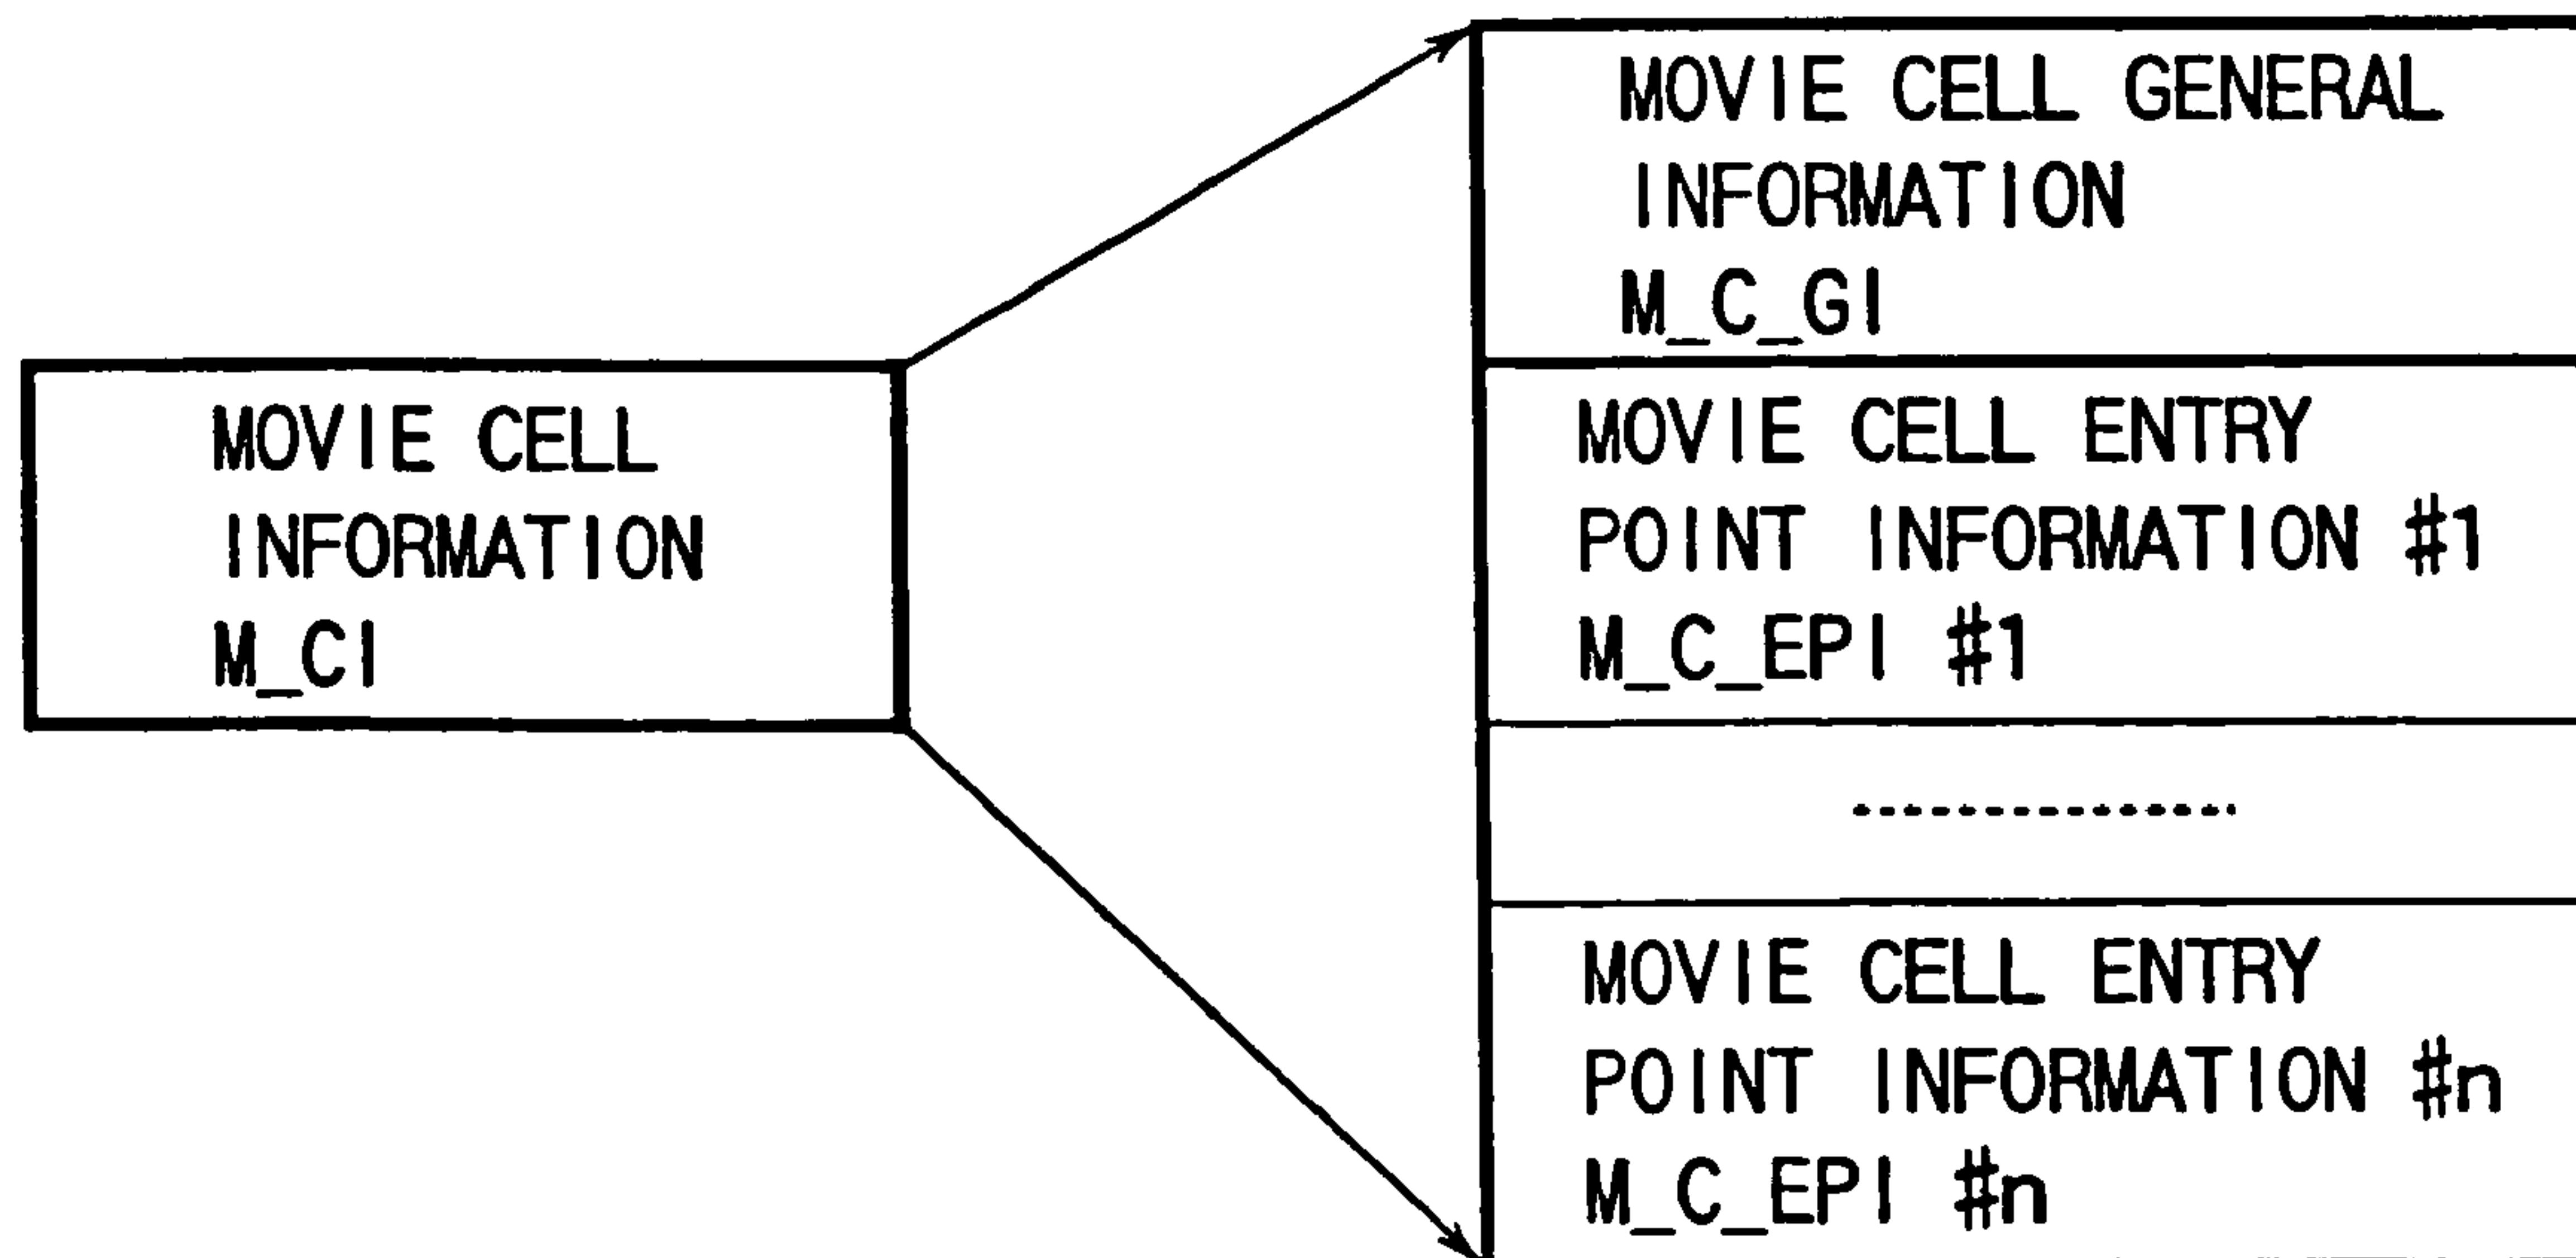 MOVIE CELL
INFORMATION
M_CI
MOVIE CELL GENERAL
INFORMATION
M_C_GI
MOVIE CELL ENTRY
POINT INFORMATION #1
M_C_EPI #1
MOVIE CELL ENTRY
POINT INFORMATION #n
M_C_EPI #n